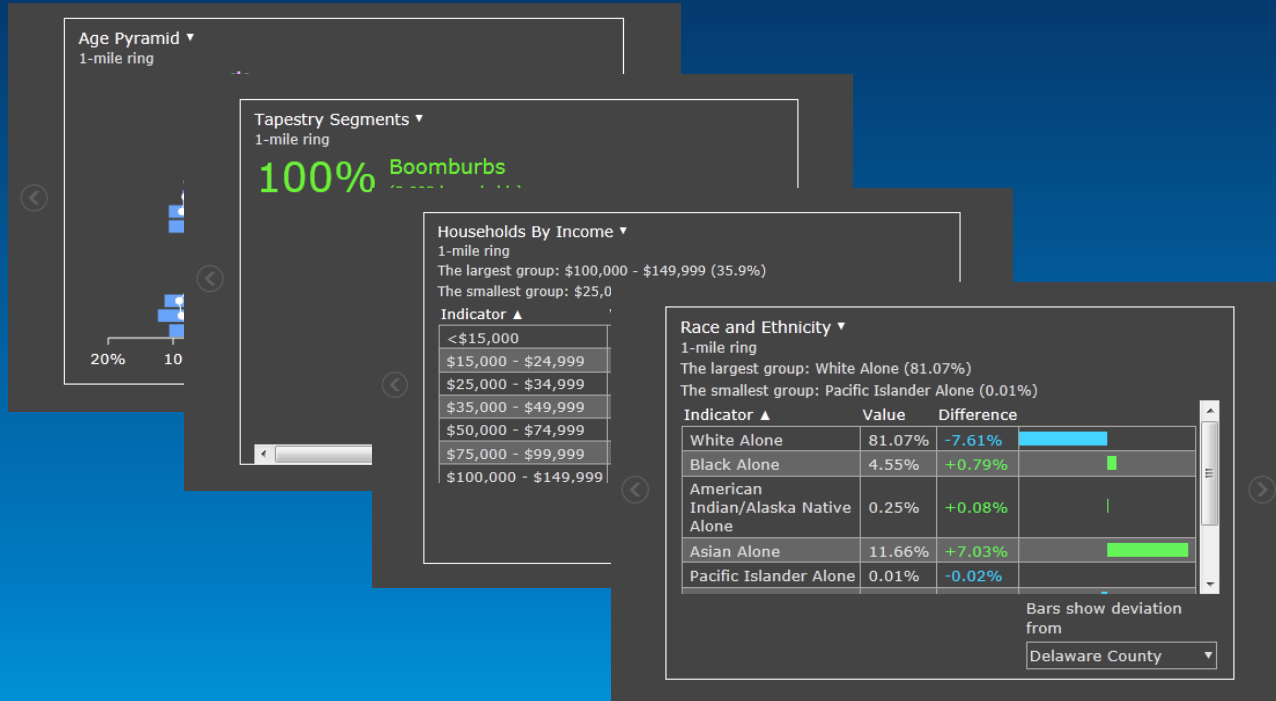 Age Pyramid ▼
1-mile ring
20%
10
Tapestry Segments ▼
1-mile ring
100% Boomburbs
Households By Income ▼
1-mile ring
The largest group: $100,000 - $149,999 (35.9%)
The smallest group: $25,0
Indicator ▲
<$15,000
$15,000 - $24,999
$25,000 - $34,999
$35,000 - $49,999
$50,000 - $74,999
$75,000 - $99,999
$100,000 - $149,999
Race and Ethnicity ▼
1-mile ring
The largest group: White Alone (81.07%)
The smallest group: Pacific Islander Alone (0.01%)
Indicator ▲ Value Difference
White Alone 81.07% -7.61%
Black Alone 4.55% +0.79%
American
Indian/Alaska Native 0.25% +0.08%
Alone
Asian Alone 11.66% +7.03%
Pacific Islander Alone 0.01% -0.02%
Bars show deviation
from
Delaware County ▼